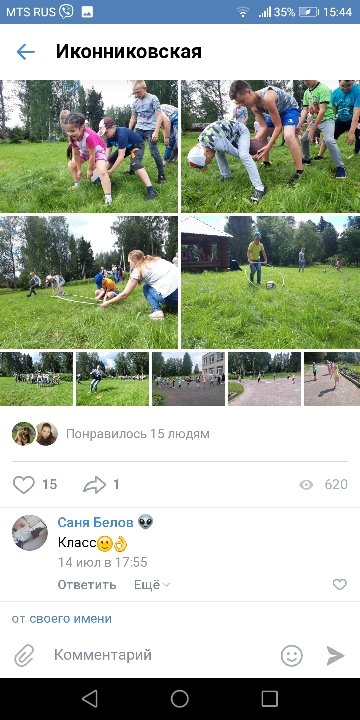 MTS RUS 35% 15:44
Иконниковская
Понравилось 15 людям
15 1 620
Саня Белов
Класс
14 июл в 17:55
Ответить Ещё
от своего имени
Комментарий